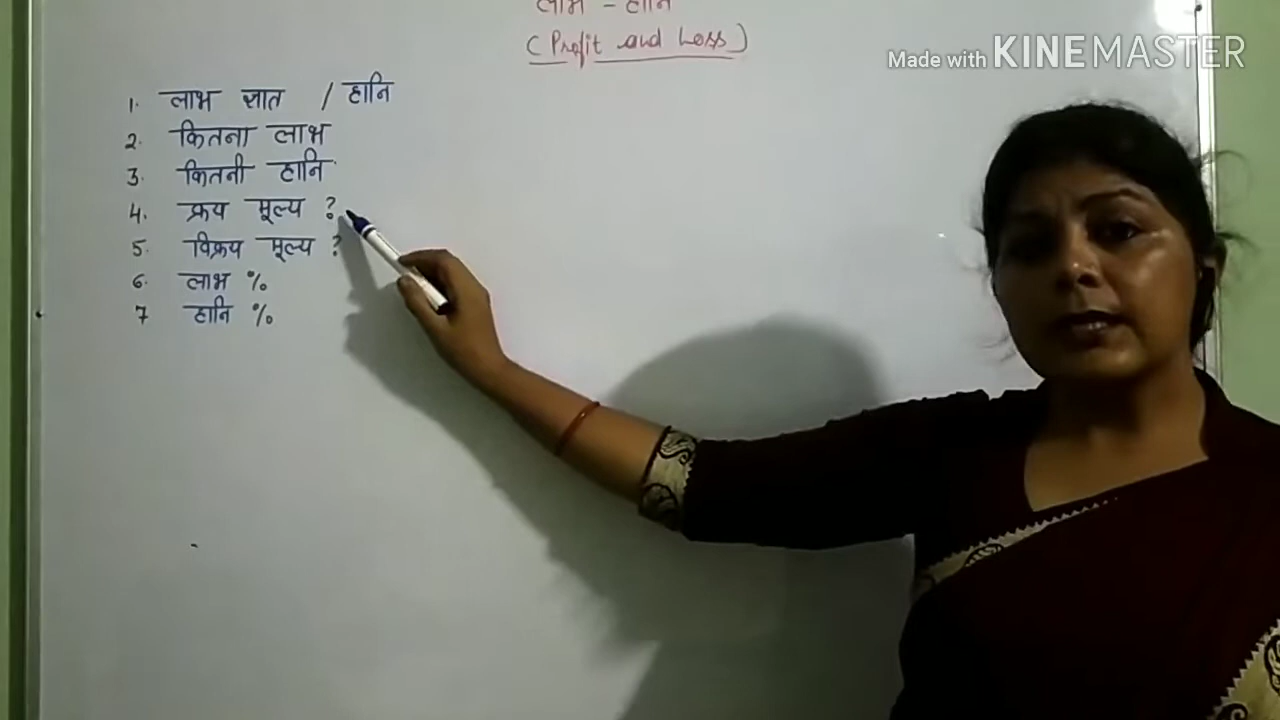 लाभ - हानि
(Profit and Loss)
Made with KINEMASTER
1. लाभ ज्ञात / हानि
2. कितना लाभ
3. कितनी हानि
4. क्रय मूल्य ?
5. विक्रय मूल्य ?
6. लाभ %
7 हानि %